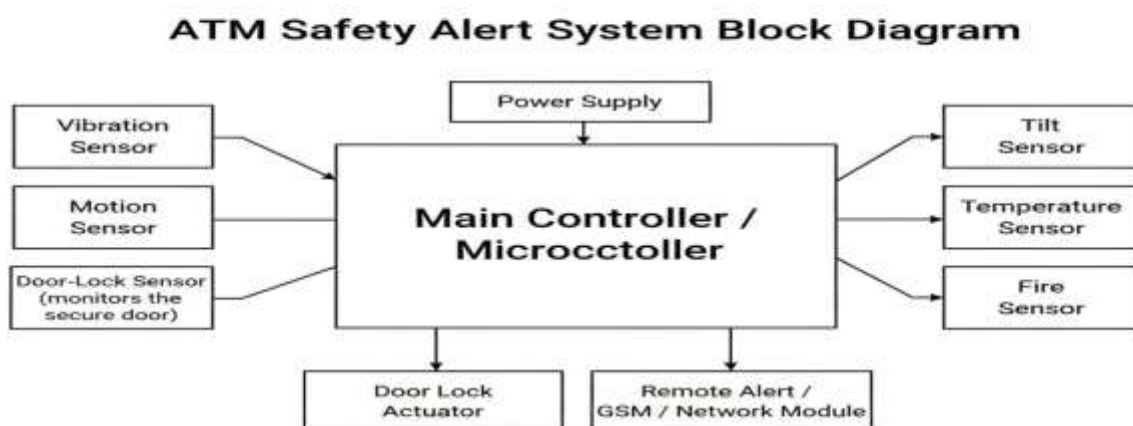 ATM Safety Alert System Block Diagram
Power Supply
Vibration
Sensor
Motion
Sensor
Door-Lock Sensor
(monitors the
secure door)
Main Controller /
Microcctoller
Tilt
Sensor
Temperature
Sensor
Fire
Sensor
Door Lock
Actuator
Remote Alert /
GSM / Network Module